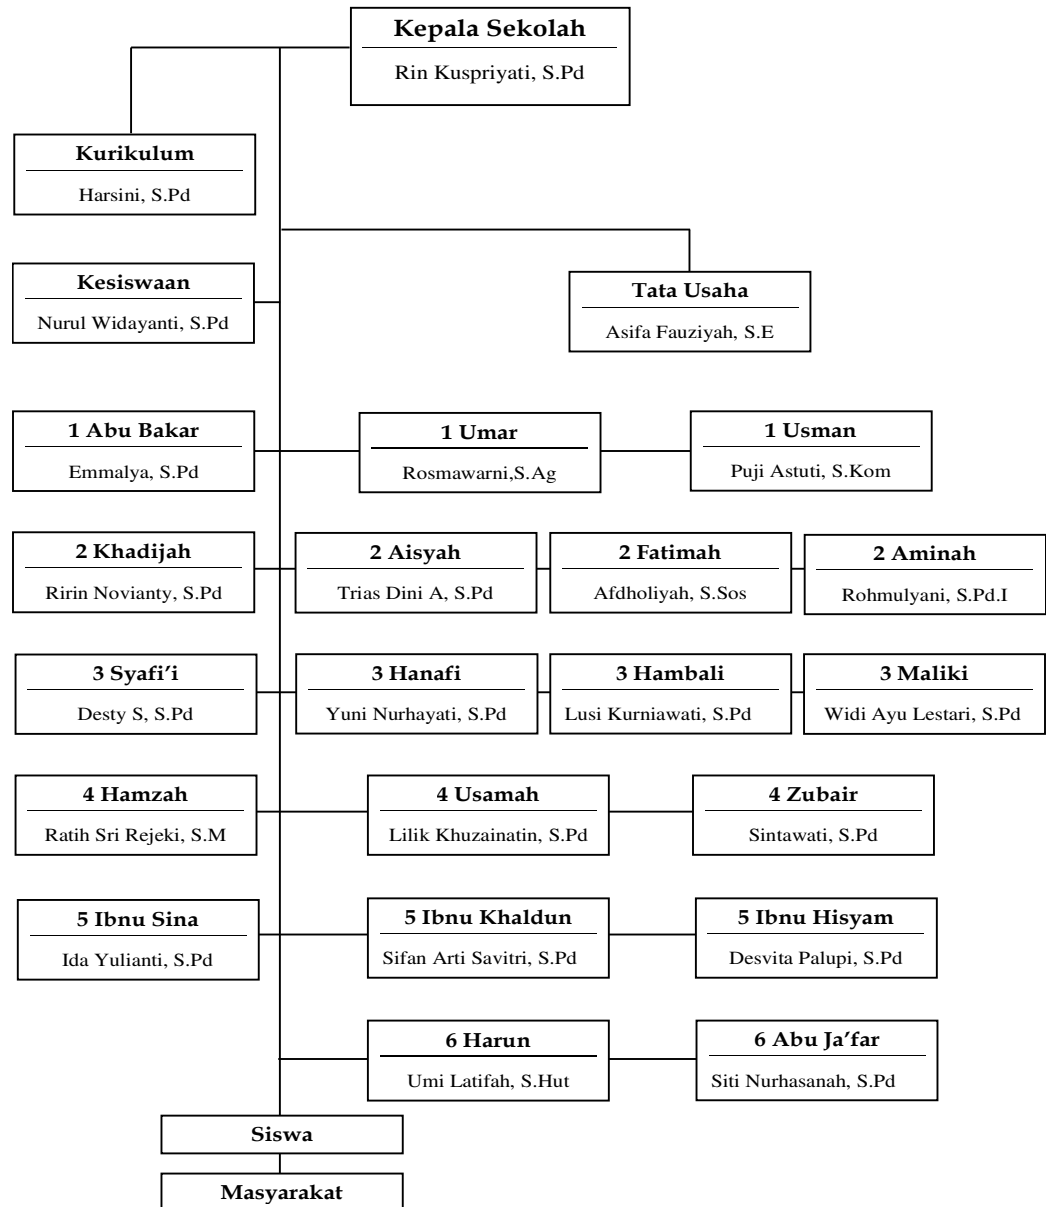 Kepala Sekolah
Rin Kuspriyati, S.Pd
Kurikulum
Harsini, S.Pd
Kesiswaan
Nurul Widayanti, S.Pd
Tata Usaha
Asifa Fauziyah, S.E
1 Abu Bakar
Emmalya, S.Pd
1 Umar
Rosmawarni,S.Ag
1 Usman
Puji Astuti, S.Kom
2 Khadijah
Ririn Novianty, S.Pd
2 Aisyah
Trias Dini A, S.Pd
2 Fatimah
Afdholiyah, S.Sos
2 Aminah
Rohmulyani, S.Pd.I
3 Syafi’i
Desty S, S.Pd
3 Hanafi
Yuni Nurhayati, S.Pd
3 Hambali
Lusi Kurniawati, S.Pd
3 Maliki
Widi Ayu Lestari, S.Pd
4 Hamzah
Ratih Sri Rejeki, S.M
4 Usamah
Lilik Khuzainatin, S.Pd
4 Zubair
Sintawati, S.Pd
5 Ibnu Sina
Ida Yulianti, S.Pd
5 Ibnu Khaldun
Sifan Arti Savitri, S.Pd
5 Ibnu Hisyam
Desvita Palupi, S.Pd
6 Harun
Umi Latifah, S.Hut
6 Abu Ja’far
Siti Nurhasanah, S.Pd
Siswa
Masyarakat